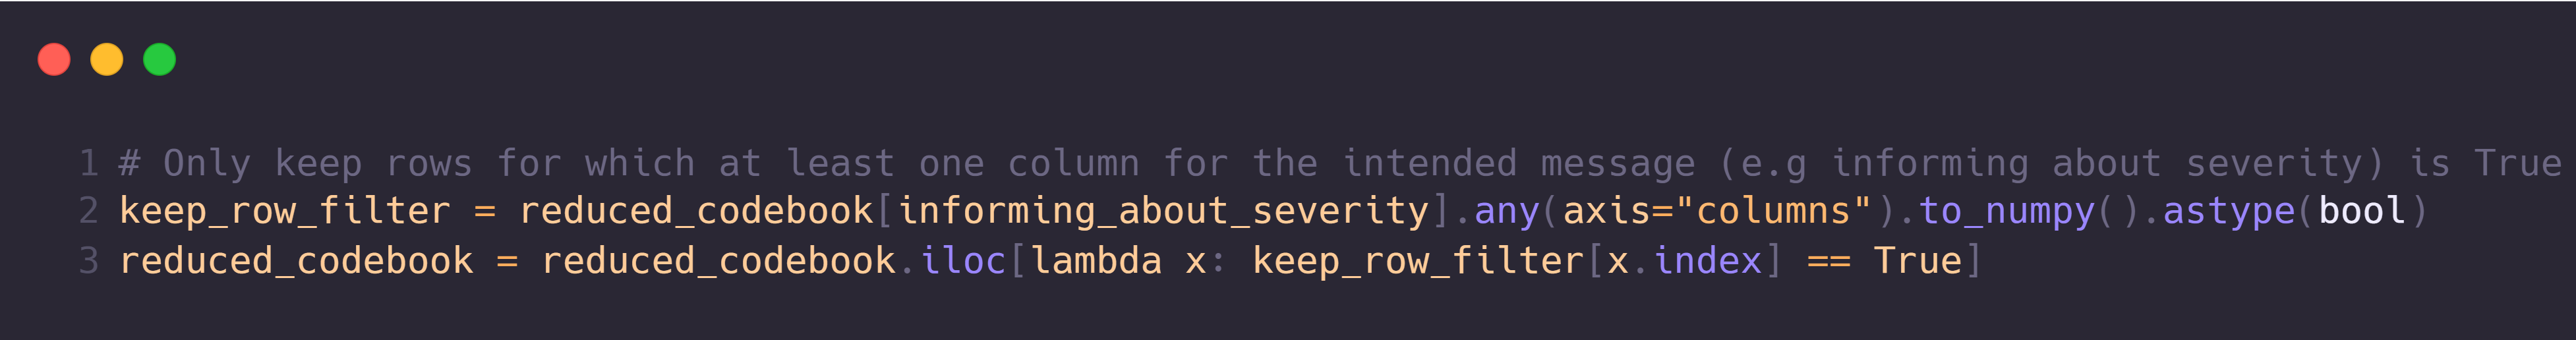 1 # Only keep rows for which at least one column for the intended message (e.g informing about severity) is True
2 keep_row_filter = reduced_codebook[informing_about_severity].any(axis="columns").to_numpy().astype(bool)
3 reduced_codebook = reduced_codebook.iloc[lambda x: keep_row_filter[x.index] == True]